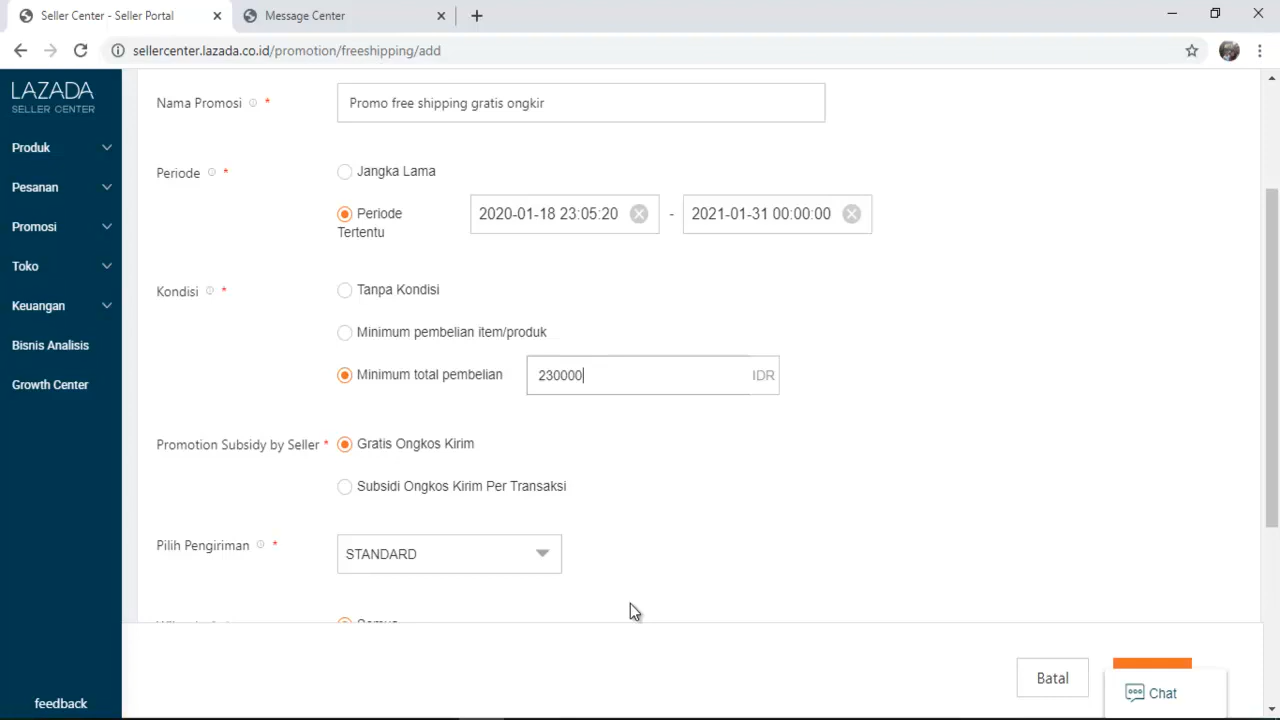 Seller Center - Seller Portal
Message Center
sellercenter.lazada.co.id/promotion/freeshipping/add
LAZADA
SELLER CENTER
Produk
Pesanan
Promosi
Toko
Keuangan
Bisnis Analisis
Growth Center
feedback
Nama Promosi *
Promo free shipping gratis ongkir
Periode *
Jangka Lama
Periode
Tertentu
2020-01-18 23:05:20 - 2021-01-31 00:00:00
Kondisi *
Tanpa Kondisi
Minimum pembelian item/produk
Minimum total pembelian
230000 IDR
Promotion Subsidy by Seller *
Gratis Ongkos Kirim
Subsidi Ongkos Kirim Per Transaksi
Pilih Pengiriman *
STANDARD
Semua
Batal
Chat